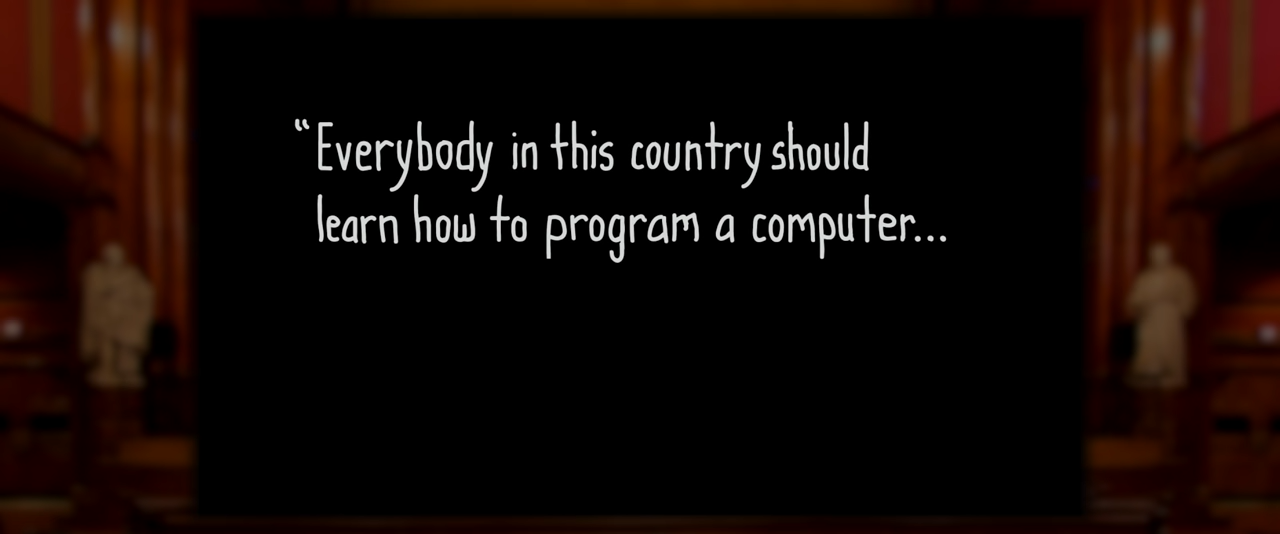 “Everybody in this country should
learn how to program a computer...